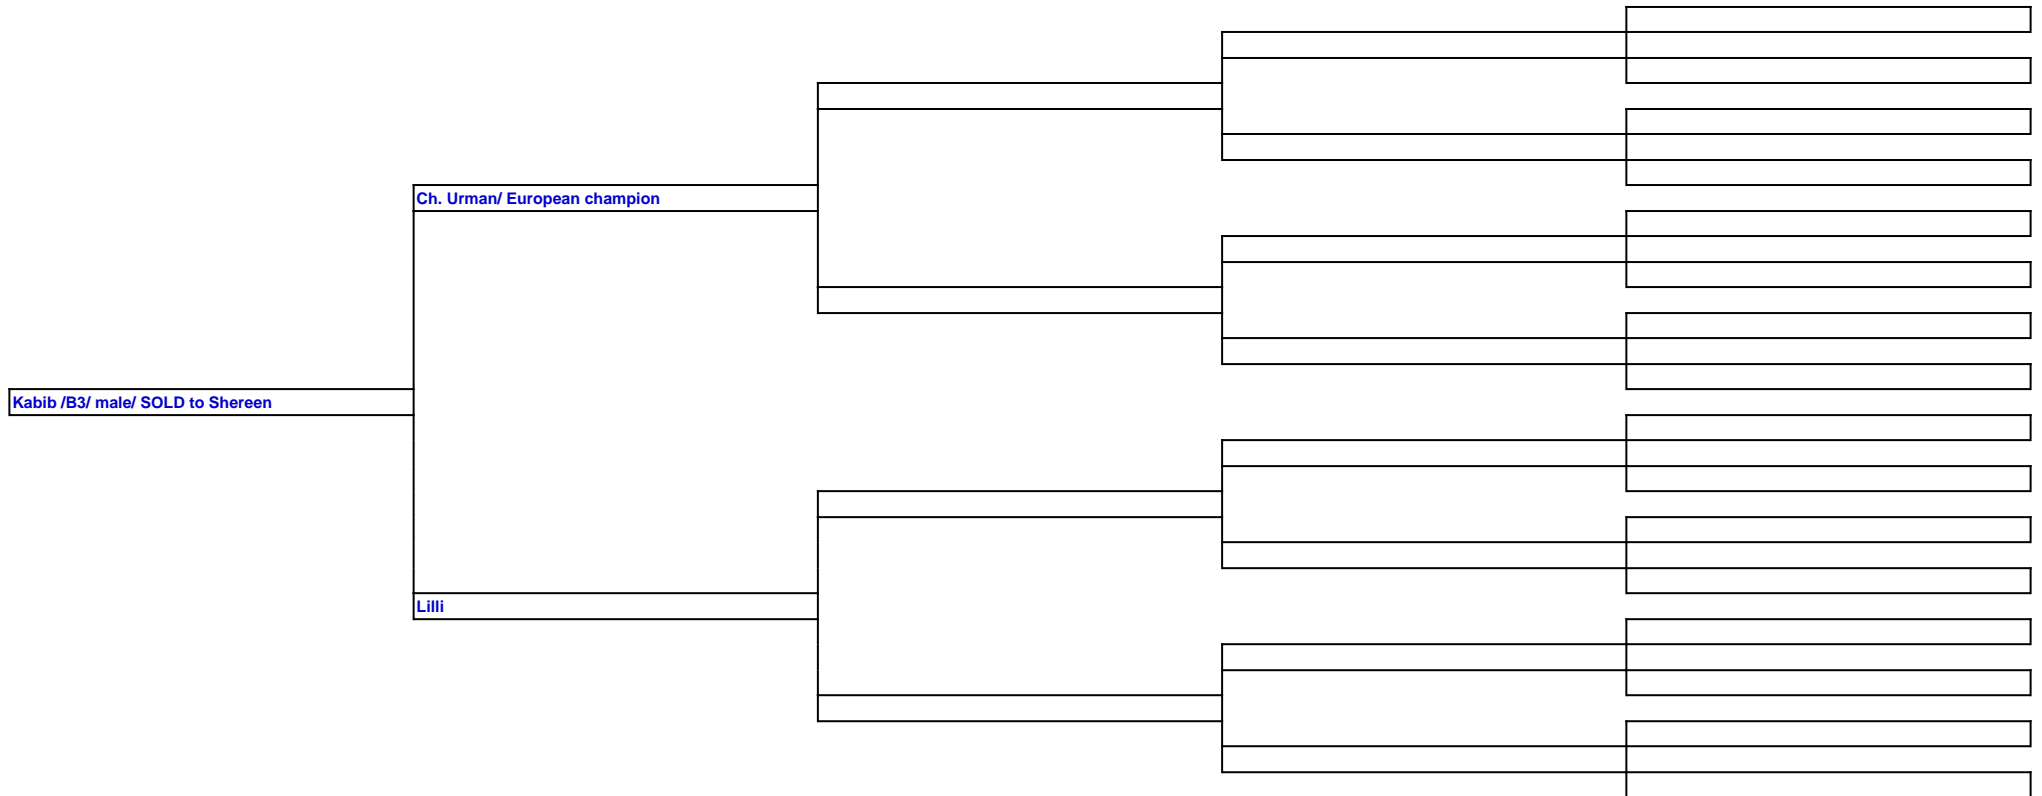 Ch. Urman/ European champion
Kabib /B3/ male/ SOLD to Shereen
Lilli